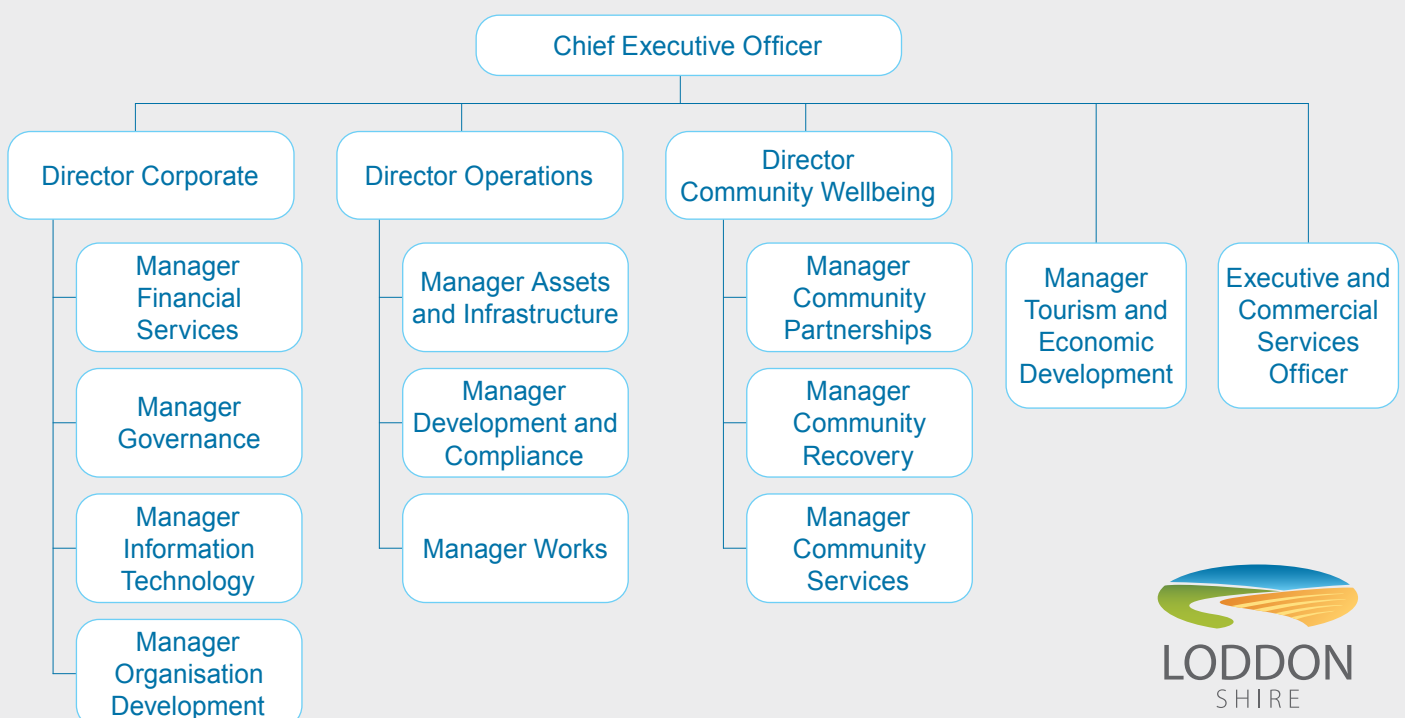 Chief Executive Officer
Director Corporate
Manager
Financial
Services
Manager
Governance
Manager
Information
Technology
Manager
Organisation
Development
Director Operations
Manager Assets
and Infrastructure
Manager
Development and
Compliance
Manager Works
Director
Community Wellbeing
Manager
Community
Partnerships
Manager
Community
Recovery
Manager
Community
Services
Manager
Tourism and
Economic
Development
Executive and
Commercial
Services
Officer
LODDON
SHIRE